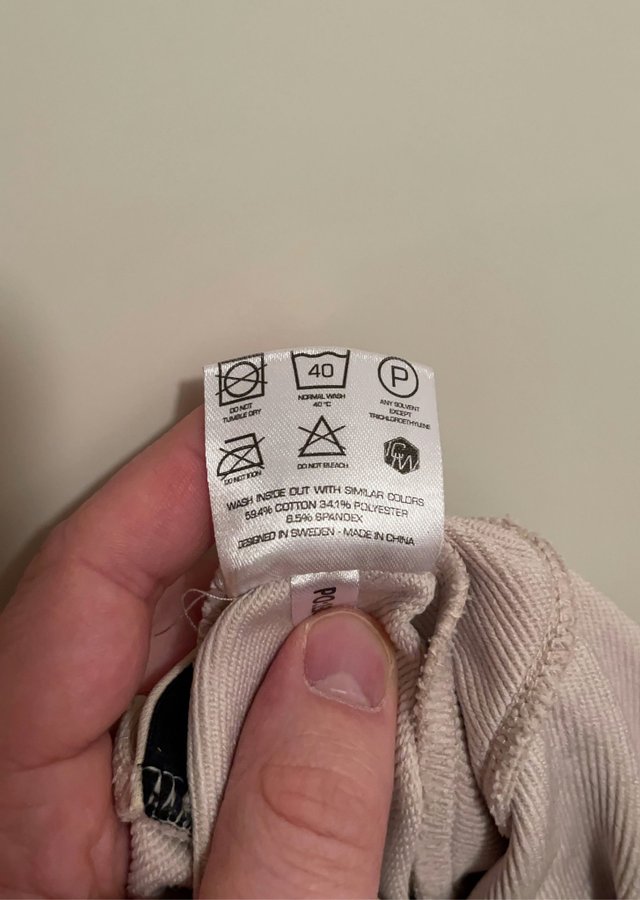 DO NOT
TUMBLE DRY
40
NORMAL WASH
40 °C
P
ANY SOLVENT
EXCEPT
TRICHLOROETHYLENE
DO NOT IRON
DO NOT BLEACH
ICIW
WASH INSIDE OUT WITH SIMILAR COLORS
59.4% COTTON 34.1% POLYESTER
6.5% SPANDEX
DESIGNED IN SWEDEN - MADE IN CHINA